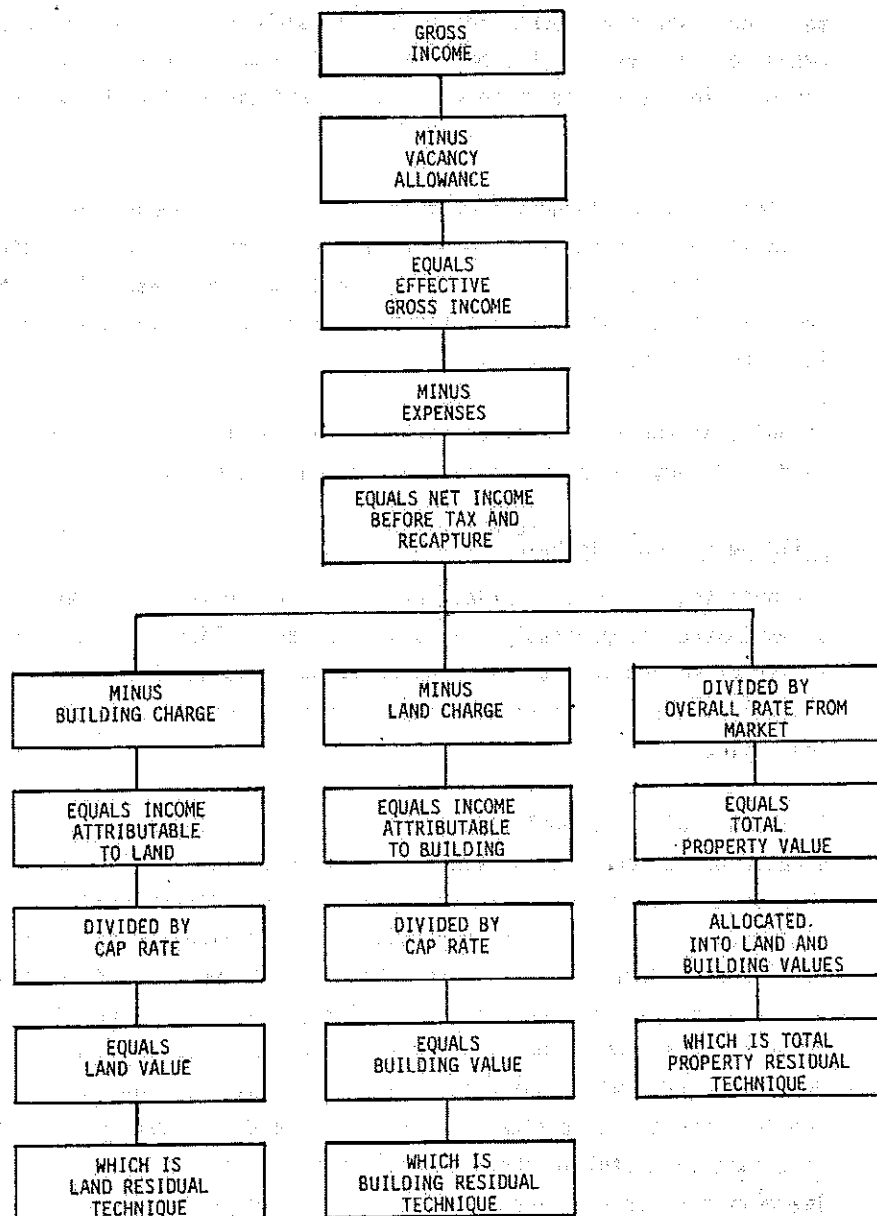 GROSS
INCOME
MINUS
VACANCY
ALLOWANCE
EQUALS
EFFECTIVE
GROSS INCOME
MINUS
EXPENSES
EQUALS NET INCOME
BEFORE TAX AND
RECAPTURE
MINUS
BUILDING CHARGE
EQUALS INCOME
ATTRIBUTABLE
TO LAND
DIVIDED BY
CAP RATE
EQUALS
LAND VALUE
WHICH IS
LAND RESIDUAL
TECHNIQUE
MINUS
LAND CHARGE
EQUALS INCOME
ATTRIBUTABLE
TO BUILDING
DIVIDED BY
CAP RATE
EQUALS
BUILDING VALUE
WHICH IS
BUILDING RESIDUAL
TECHNIQUE
DIVIDED BY
OVERALL RATE FROM
MARKET
EQUALS
TOTAL
PROPERTY VALUE
ALLOCATED.
INTO LAND AND
BUILDING VALUES
WHICH IS TOTAL
PROPERTY RESIDUAL
TECHNIQUE